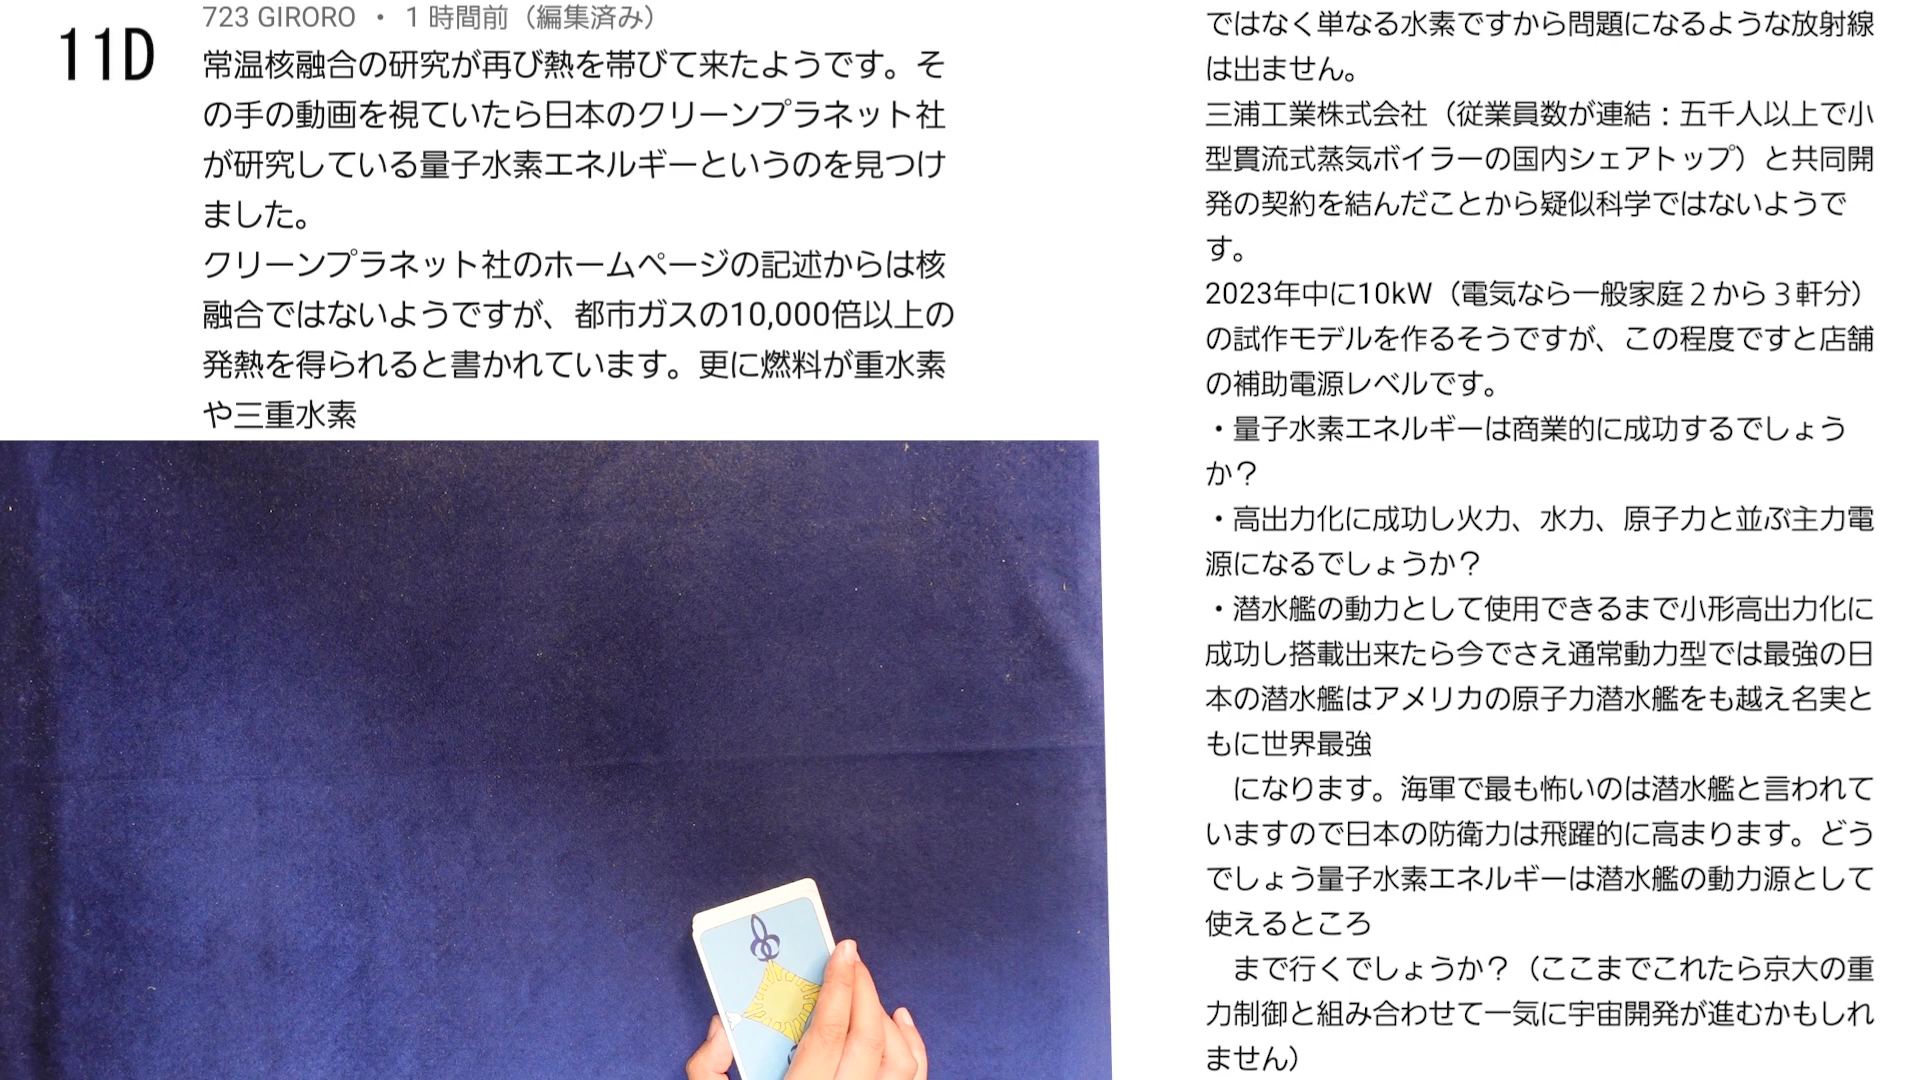 11D
723 GIRORO ・ 1 時間前（編集済み）
常温核融合の研究が再び熱を帯びて来たようです。そ
の手の動画を視ていたら日本のクリーンプラネット社
が研究している量子水素エネルギーというのを見つけ
ました。
クリーンプラネット社のホームページの記述からは核
融合ではないようですが、都市ガスの10,000倍以上の
発熱を得られると書かれています。更に燃料が重水素
や三重水素
ではなく単なる水素ですから問題になるような放射線
は出ません。
三浦工業株式会社（従業員数が連結：五千人以上で小
型貫流式蒸気ボイラーの国内シェアトップ）と共同開
発の契約を結んだことから疑似科学ではないようで
す。
2023年中に10kW（電気なら一般家庭２から３軒分）
の試作モデルを作るそうですが、この程度ですと店舗
の補助電源レベルです。
・量子水素エネルギーは商業的に成功するでしょう
か？
・高出力化に成功し火力、水力、原子力と並ぶ主力電
源になるでしょうか？
・潜水艦の動力として使用できるまで小形高出力化に
成功し搭載出来たら今でさえ通常動力型では最強の日
本の潜水艦はアメリカの原子力潜水艦をも越え名実と
もに世界最強
　になります。海軍で最も怖いのは潜水艦と言われて
いますので日本の防衛力は飛躍的に高まります。どう
でしょう量子水素エネルギーは潜水艦の動力源として
使えるところ
　まで行くでしょうか？（ここまでこれたら京大の重
力制御と組み合わせて一気に宇宙開発が進むかもしれ
ません）